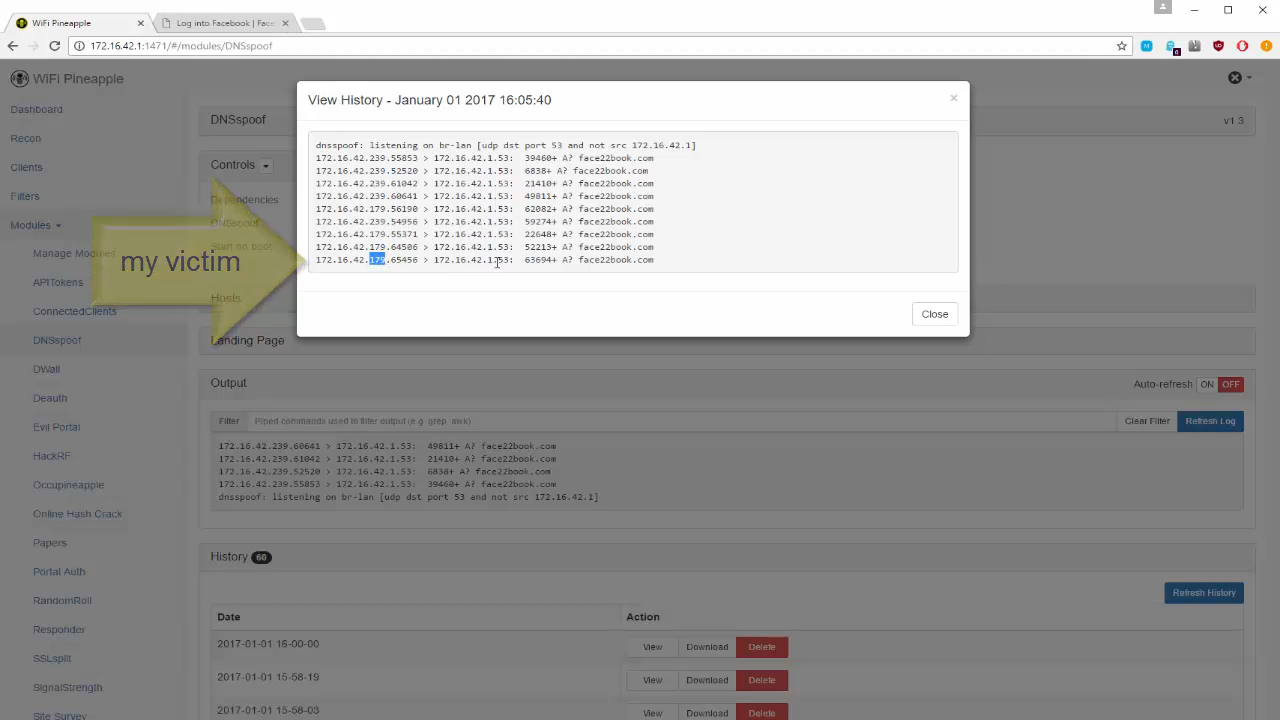 WiFi Pineapple
Log into Facebook | Face
172.16.42.1:1471/#/modules/DNSspoof
WiFi Pineapple
Dashboard
Recon
Clients
Filters
Modules
Manage Modules
APITokens
ConnectedClients
DNSspoof
DWall
Deauth
Evil Portal
HackRF
Occupineapple
Online Hash Crack
Papers
Portal Auth
RandomRoll
Responder
SSLsplit
SignalStrength
Site Survey
my victim
DNSspoof
v1.3
Controls
Dependencies
DNSspoof
Start on boot
Hosts
Landing Page
View History - January 01 2017 16:05:40
×
dnsspoof: listening on br-lan [udp dst port 53 and not src 172.16.42.1]
172.16.42.239.55853 > 172.16.42.1.53: 39460+ A? face22book.com
172.16.42.239.52520 > 172.16.42.1.53: 6838+ A? face22book.com
172.16.42.239.61042 > 172.16.42.1.53: 21410+ A? face22book.com
172.16.42.239.60641 > 172.16.42.1.53: 49811+ A? face22book.com
172.16.42.179.56190 > 172.16.42.1.53: 62082+ A? face22book.com
172.16.42.239.54956 > 172.16.42.1.53: 59274+ A? face22book.com
172.16.42.179.55371 > 172.16.42.1.53: 22648+ A? face22book.com
172.16.42.179.64506 > 172.16.42.1.53: 52213+ A? face22book.com
172.16.42.179.65456 > 172.16.42.1.53: 63694+ A? face22book.com
Close
Output
Auto-refresh ON OFF
Filter Piped commands used to filter output (e.g. grep, awk) Clear Filter Refresh Log
172.16.42.239.60641 > 172.16.42.1.53: 49811+ A? face22book.com
172.16.42.239.61042 > 172.16.42.1.53: 21410+ A? face22book.com
172.16.42.239.52520 > 172.16.42.1.53: 6838+ A? face22book.com
172.16.42.239.55853 > 172.16.42.1.53: 39460+ A? face22book.com
dnsspoof: listening on br-lan [udp dst port 53 and not src 172.16.42.1]
History 60
Refresh History
Date Action
2017-01-01 16-00-00 View Download Delete
2017-01-01 15-58-19 View Download Delete
2017-01-01 15-58-03 View Download Delete